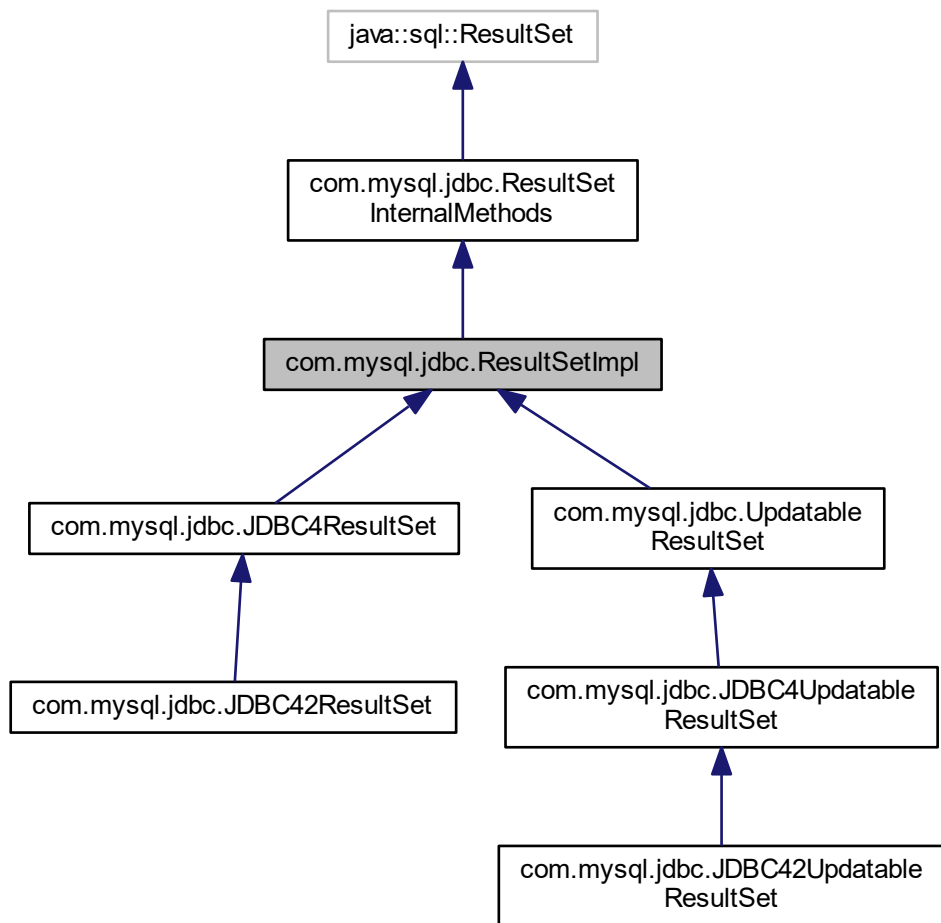 java::sql::ResultSet
com.mysql.jdbc.ResultSet
InternalMethods
com.mysql.jdbc.ResultSetImpl
com.mysql.jdbc.JDBC4ResultSet
com.mysql.jdbc.Updatable
ResultSet
com.mysql.jdbc.JDBC42ResultSet
com.mysql.jdbc.JDBC4Updatable
ResultSet
com.mysql.jdbc.JDBC42Updatable
ResultSet